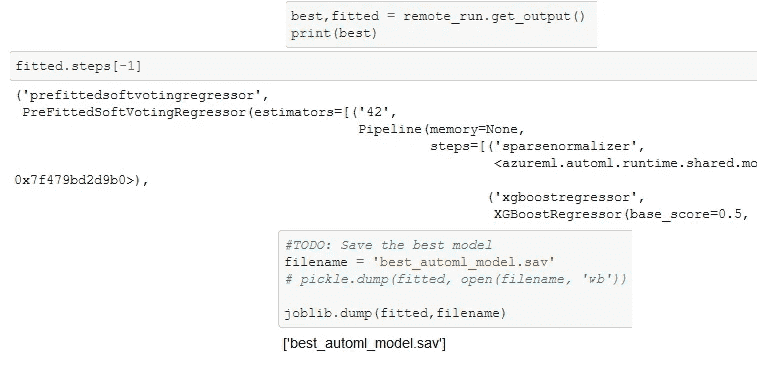 best,fitted = remote_run.get_output()
print(best)
fitted.steps[-1]
('prefittedsoftvotingregressor',
PreFittedSoftVotingRegressor(estimators=[('42',
Pipeline(memory=None,
steps=[('sparsenormalizer',
<azureml.automl.runtime.shared.mo
0x7f479bd2d9b0>),
('xgboostregressor',
XGBoostRegressor(base_score=0.5,
#TODO: Save the best model
filename = 'best_automl_model.sav'
# pickle.dump(fitted, open(filename, 'wb'))
joblib.dump(fitted,filename)
['best_automl_model.sav']